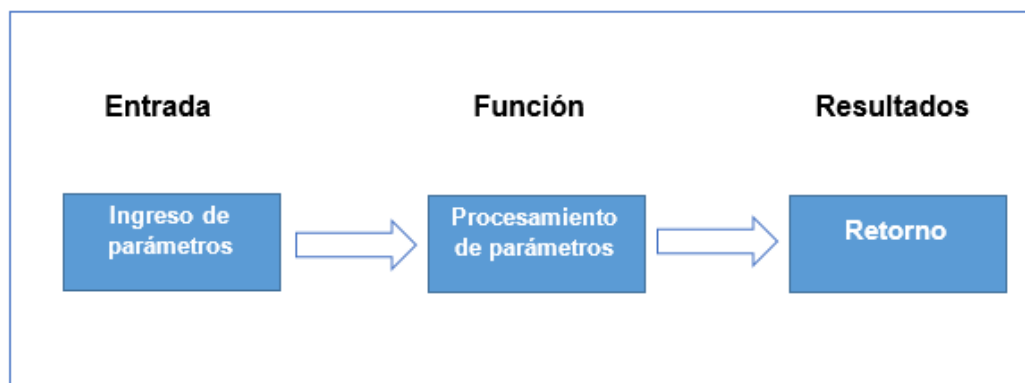 Entrada
Función
Resultados
Ingreso de
parámetros
Procesamiento
de parámetros
Retorno